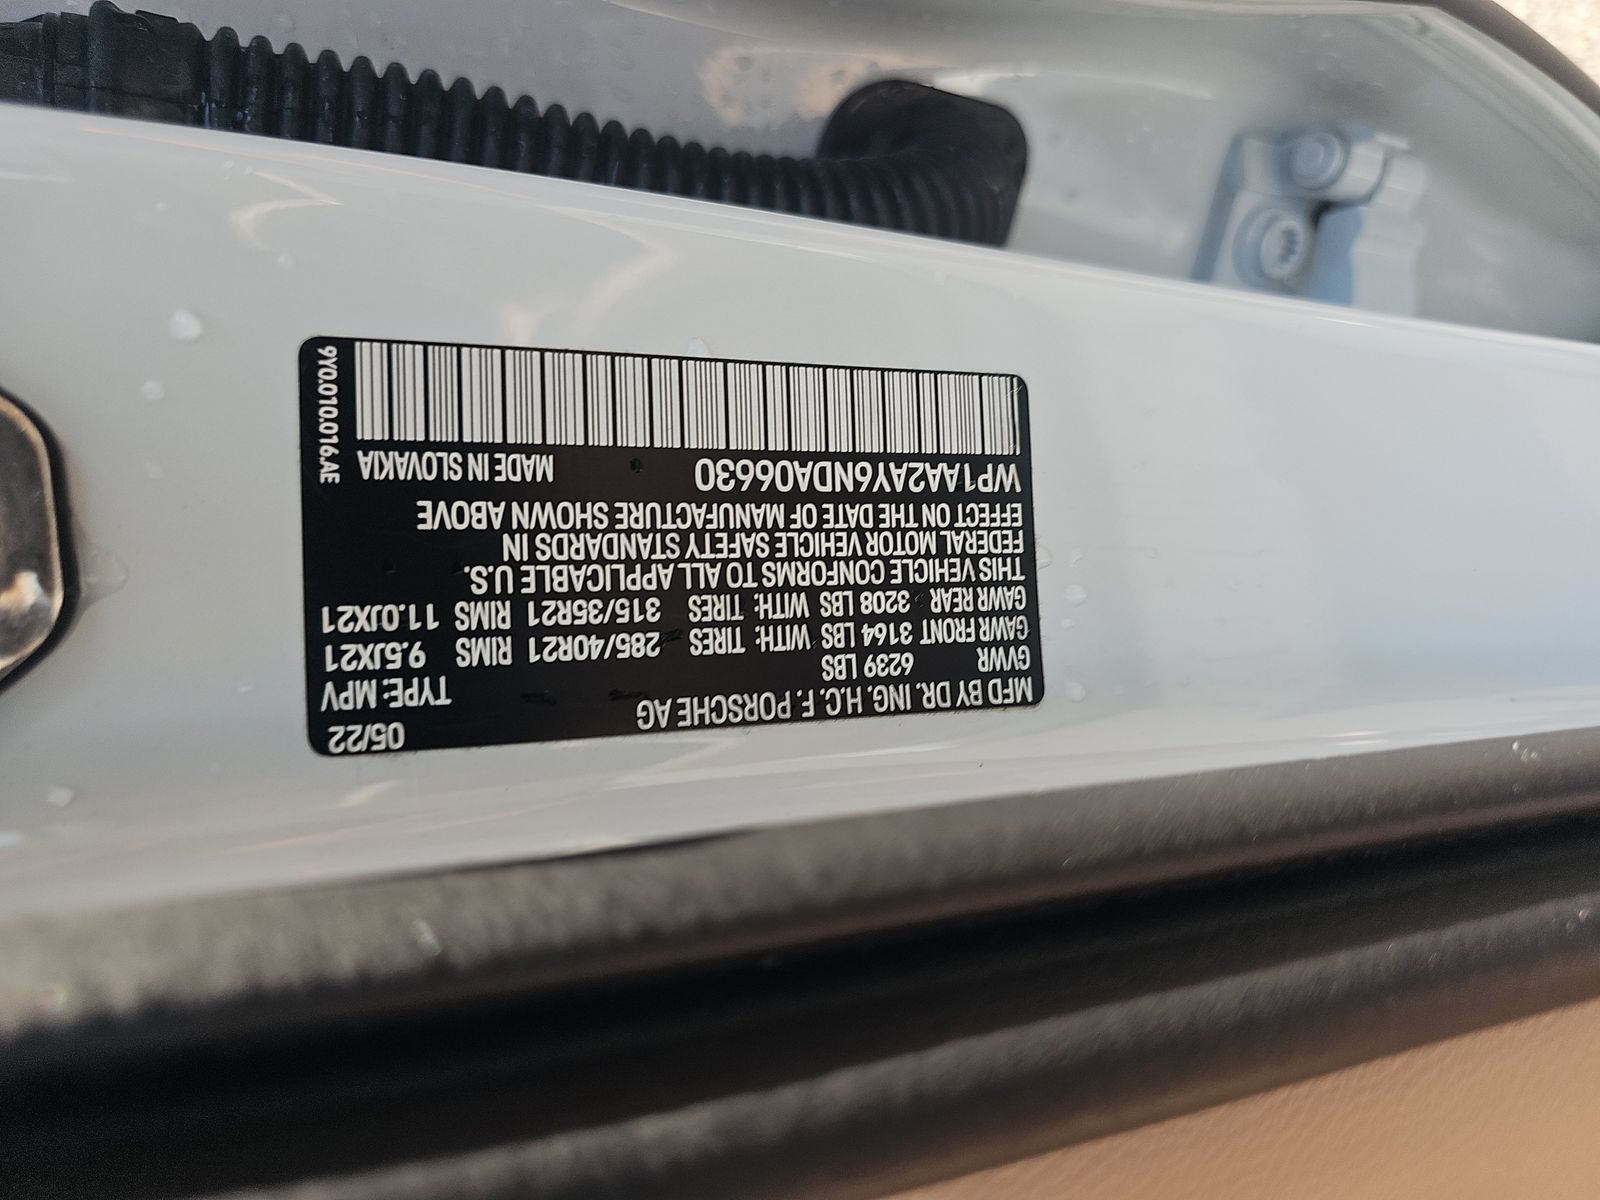 05/22
MFD BY DR. ING. H.C. F. PORSCHE AG TYPE: MPV
GVWR 6239 LBS
GAWR FRONT 3164 LBS WITH: TIRES 285/40R21 RIMS 9.5JX21
GAWR REAR 3208 LBS WITH: TIRES 315/35R21 RIMS 11.0JX21
THIS VEHICLE CONFORMS TO ALL APPLICABLE U.S.
FEDERAL MOTOR VEHICLE SAFETY STANDARDS IN
EFFECT ON THE DATE OF MANUFACTURE SHOWN ABOVE
WP1AA2AY6NDA06630 MADE IN SLOVAKIA
9Y0.010.016.AE